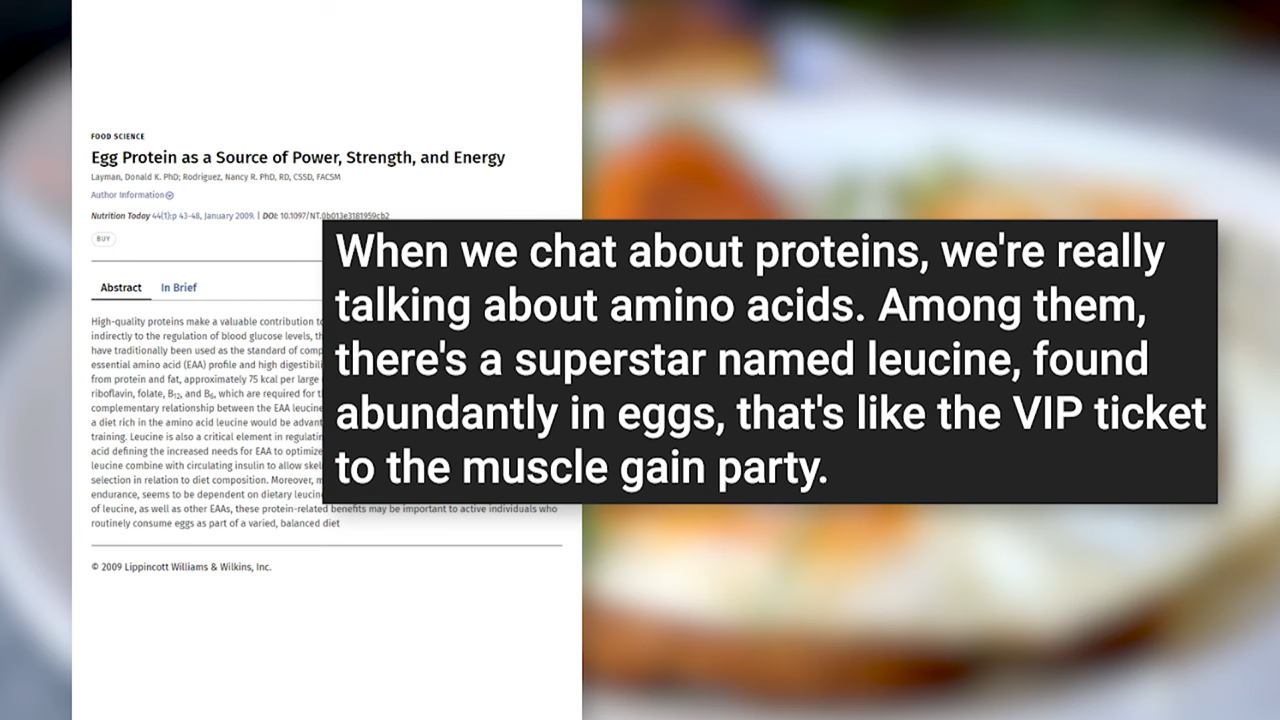 FOOD SCIENCE
Egg Protein as a Source of Power, Strength, and Energy
Layman, Donald K. PhD; Rodriguez, Nancy R. PhD, RD, CSSD, FACSM
Author Information
Nutrition Today 44(1):p 43-48, January 2009. | DOI: 10.1097/NT.0b013e3181959cb2
BUY
Abstract In Brief
High-quality proteins make a valuable contribution to
indirectly to the regulation of blood glucose levels, th
have traditionally been used as the standard of comp
essential amino acid (EAA) profile and high digestibili
from protein and fat, approximately 75 kcal per large
riboflavin, folate, B12, and B6, which are required for t
complementary relationship between the EAA leucine
a diet rich in the amino acid leucine would be advant
training. Leucine is also a critical element in regulatin
acid defining the increased needs for EAA to optimize
leucine combine with circulating insulin to allow skel
selection in relation to diet composition. Moreover, m
endurance, seems to be dependent on dietary leucin
of leucine, as well as other EAAs, these protein-related benefits may be important to active individuals who
routinely consume eggs as part of a varied, balanced diet
© 2009 Lippincott Williams & Wilkins, Inc.
When we chat about proteins, we're really
talking about amino acids. Among them,
there's a superstar named leucine, found
abundantly in eggs, that's like the VIP ticket
to the muscle gain party.